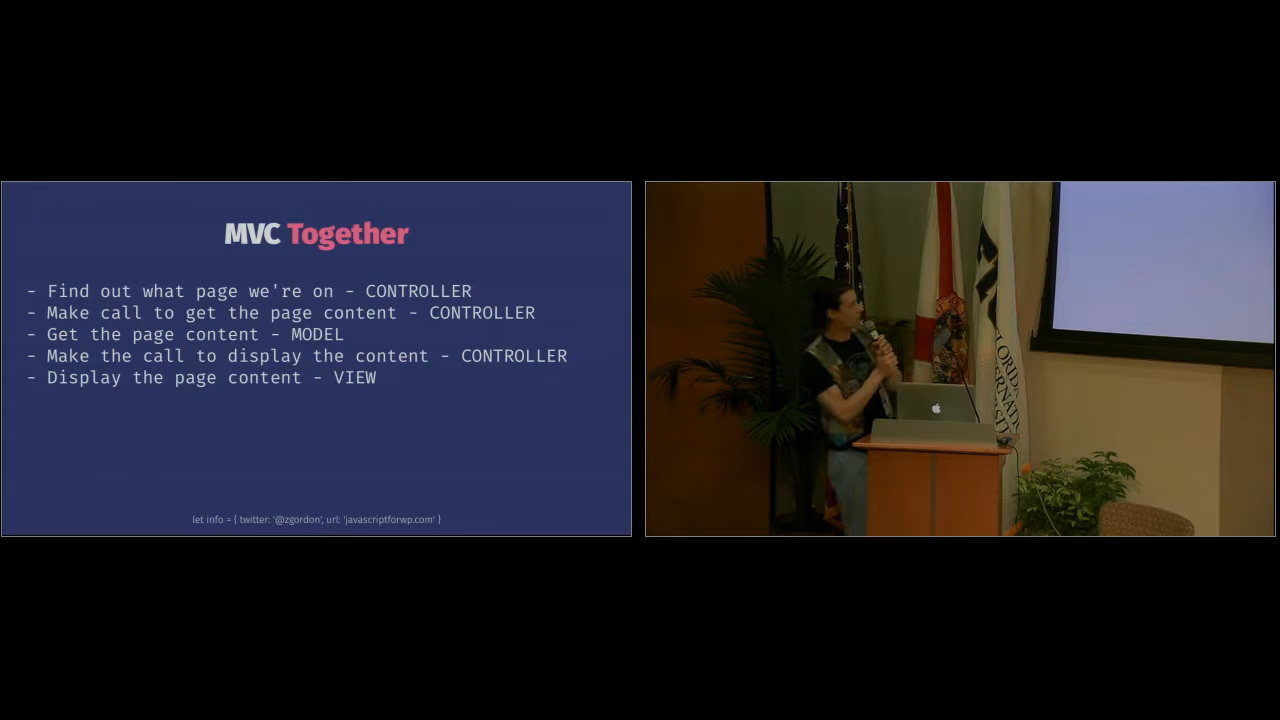 MVC Together
- Find out what page we're on - CONTROLLER
- Make call to get the page content - CONTROLLER
- Get the page content - MODEL
- Make the call to display the content - CONTROLLER
- Display the page content - VIEW
let info = { twitter: '@zgordon', url: 'javascriptforwp.com' }